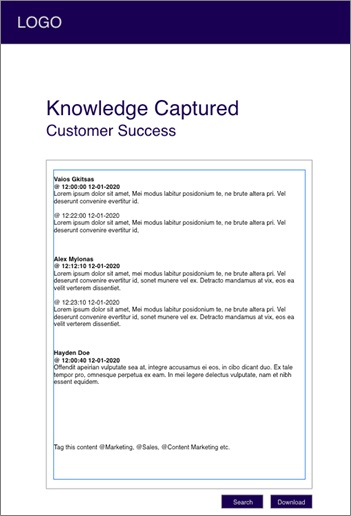 LOGO
Knowledge Captured
Customer Success
Vaios Gkitsas
@ 12:00:00 12-01-2020
Lorem ipsum dolor sit amet, Mei modus labitur posidonium te, ne brute altera pri. Vel
deserunt convenire evertitur id.
@ 12:22:00 12-01-2020
Lorem ipsum dolor sit amet, Mei modus labitur posidonium te, ne brute altera pri. Vel
deserunt convenire evertitur id,
Alex Mylonas
@ 12:12:10 12-01-2020
Lorem ipsum dolor sit amet, mei modus labitur posidonium te, ne brute altera pri. Vel
deserunt convenire evertitur id, sonet munere vel ex. Detracto mandamus at vix, eos ea
velit verterem dissentiet.
@ 12:23:10 12-01-2020
Lorem ipsum dolor sit amet, Mei modus labitur posidonium te, ne brute altera pri. Vel
deserunt convenire evertitur id, sonet munere vel ex. Detracto mandamus at vix, eos ea
velit verterem dissentiet.
Hayden Doe
@ 12:00:40 12-01-2020
Offendit apeirian vulputate sea at, integre accusamus ei eos, in cibo dicant duo. Ex tale
tempor pro, omnesque perpetua ex eam. In mei legere delectus vulputate, nam et nibh
essent equidem.
Tag this content @Marketing, @Sales, @Content Marketing etc.
Search
Download